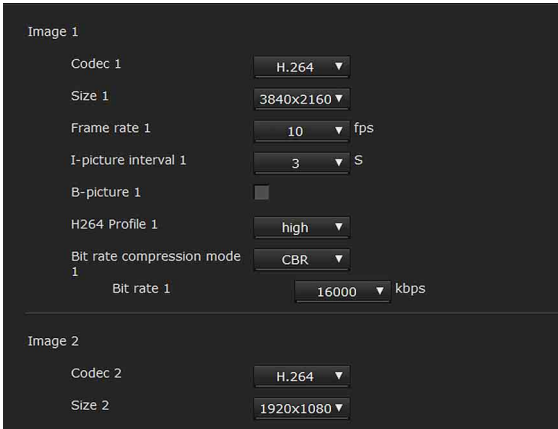 Image 1
Codec 1 H.264
Size 1 3840x2160
Frame rate 1 10 fps
I-picture interval 1 3 S
B-picture 1
H264 Profile 1 high
Bit rate compression mode 1 CBR
Bit rate 1 16000 kbps
Image 2
Codec 2 H.264
Size 2 1920x1080